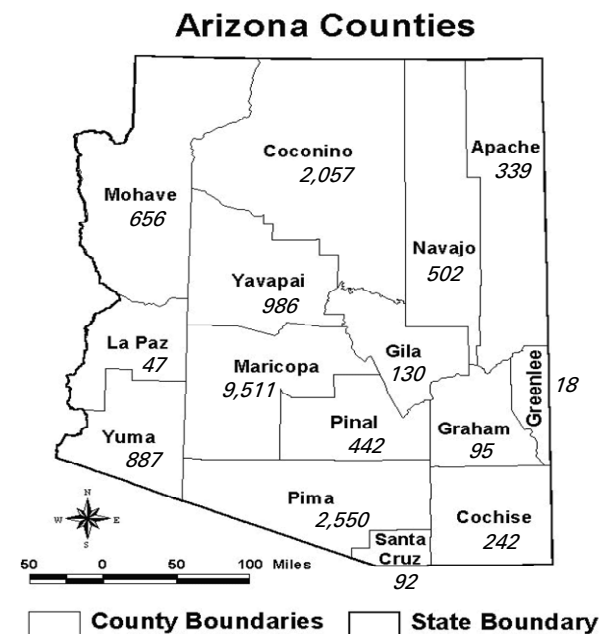 Arizona Counties
Coconino
2,057
Apache
339
Mohave
656
Navajo
502
Yavapai
986
La Paz
47
Maricopa
9,511
Gila
130
Greenlee
18
Yuma
887
Pinal
442
Graham
95
Pima
2,550
Cochise
242
Santa
Cruz
92
N
W E
S
50 0 50 100 Miles
County Boundaries State Boundary